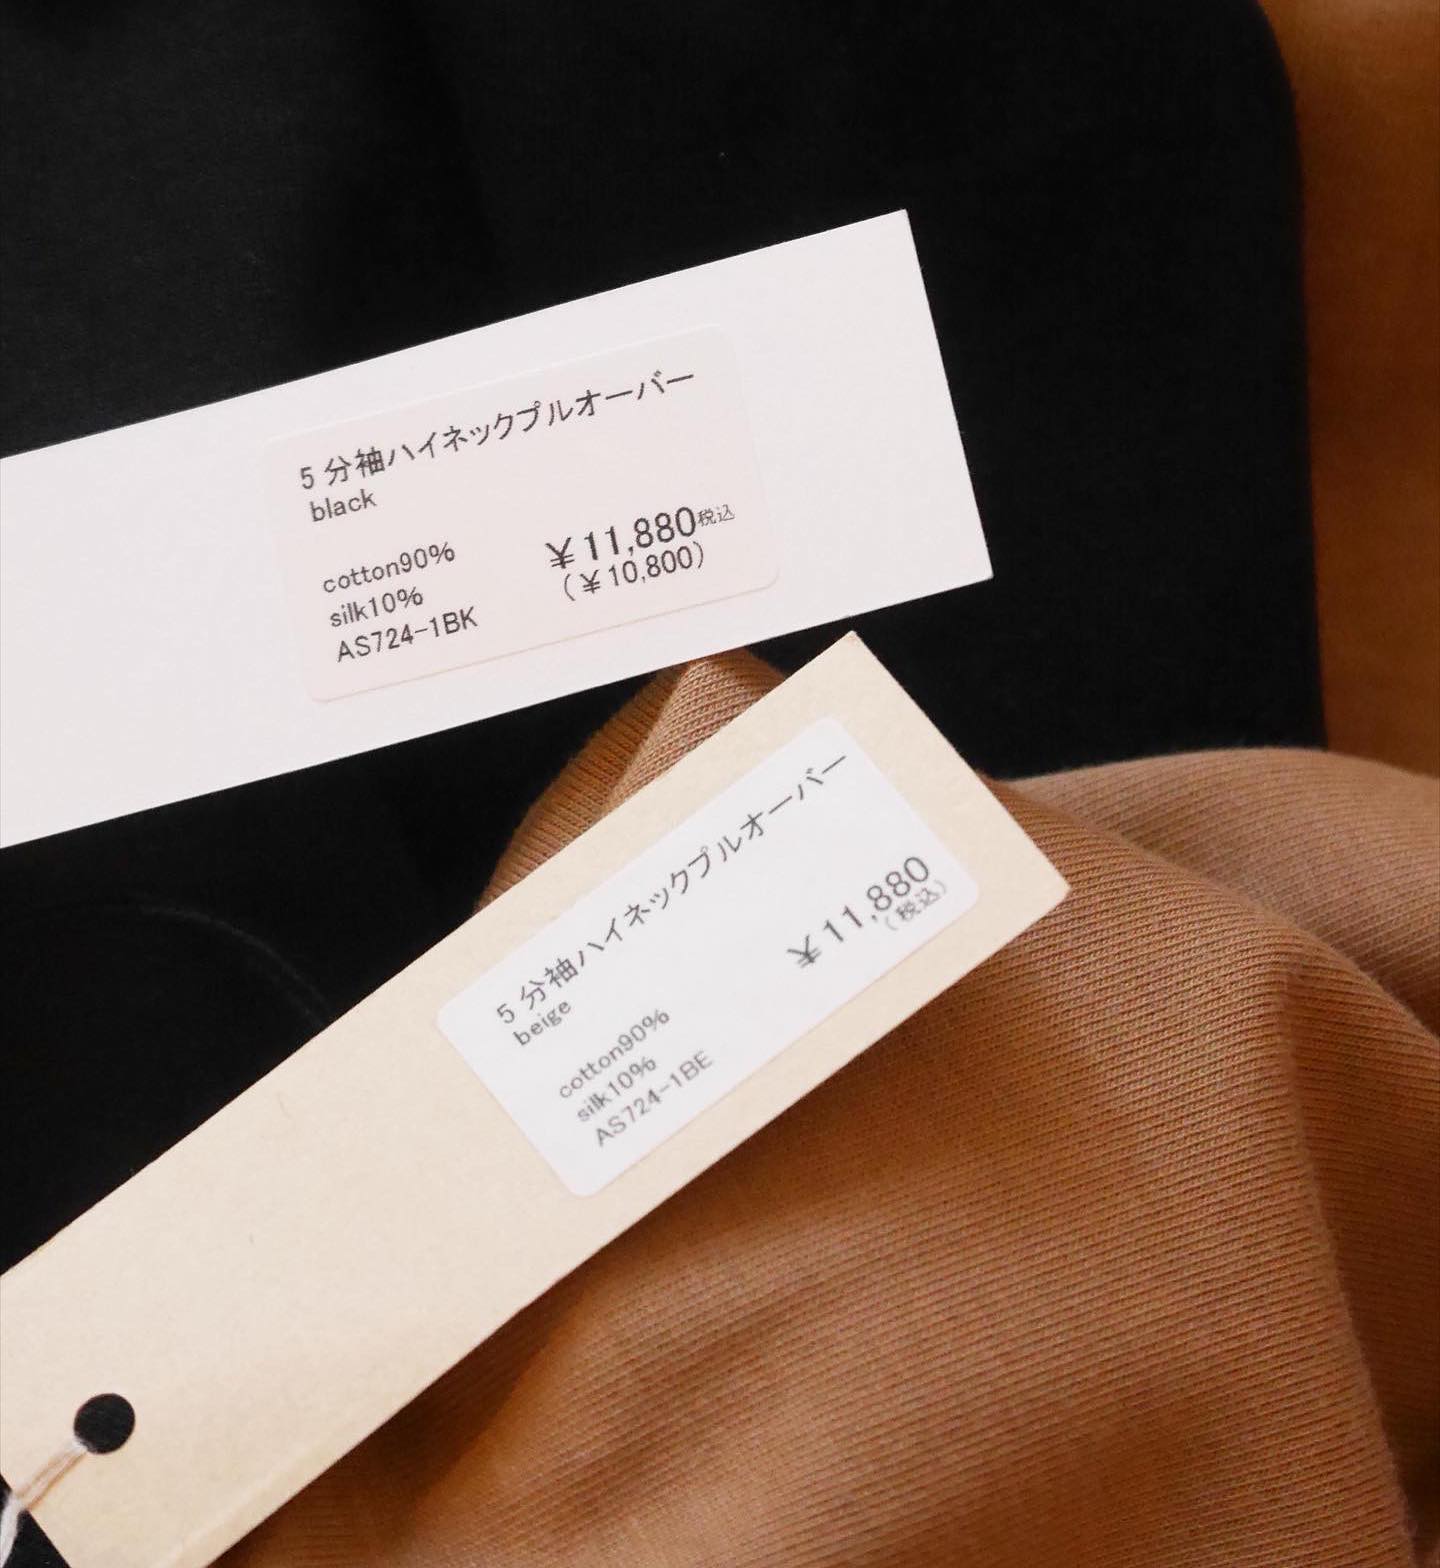 5分袖ハイネックプルオーバー
black
cotton90%
silk10%
AS724-1BK
¥11,880税込
(¥10,800)
5分袖ハイネックプルオーバー
beige
cotton90%
silk10%
AS724-1BE
¥11,880
(税込)